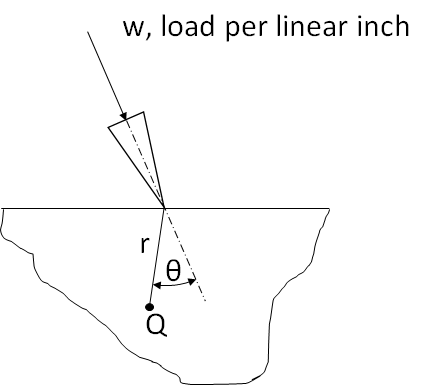 w, load per linear inch
r
θ
Q